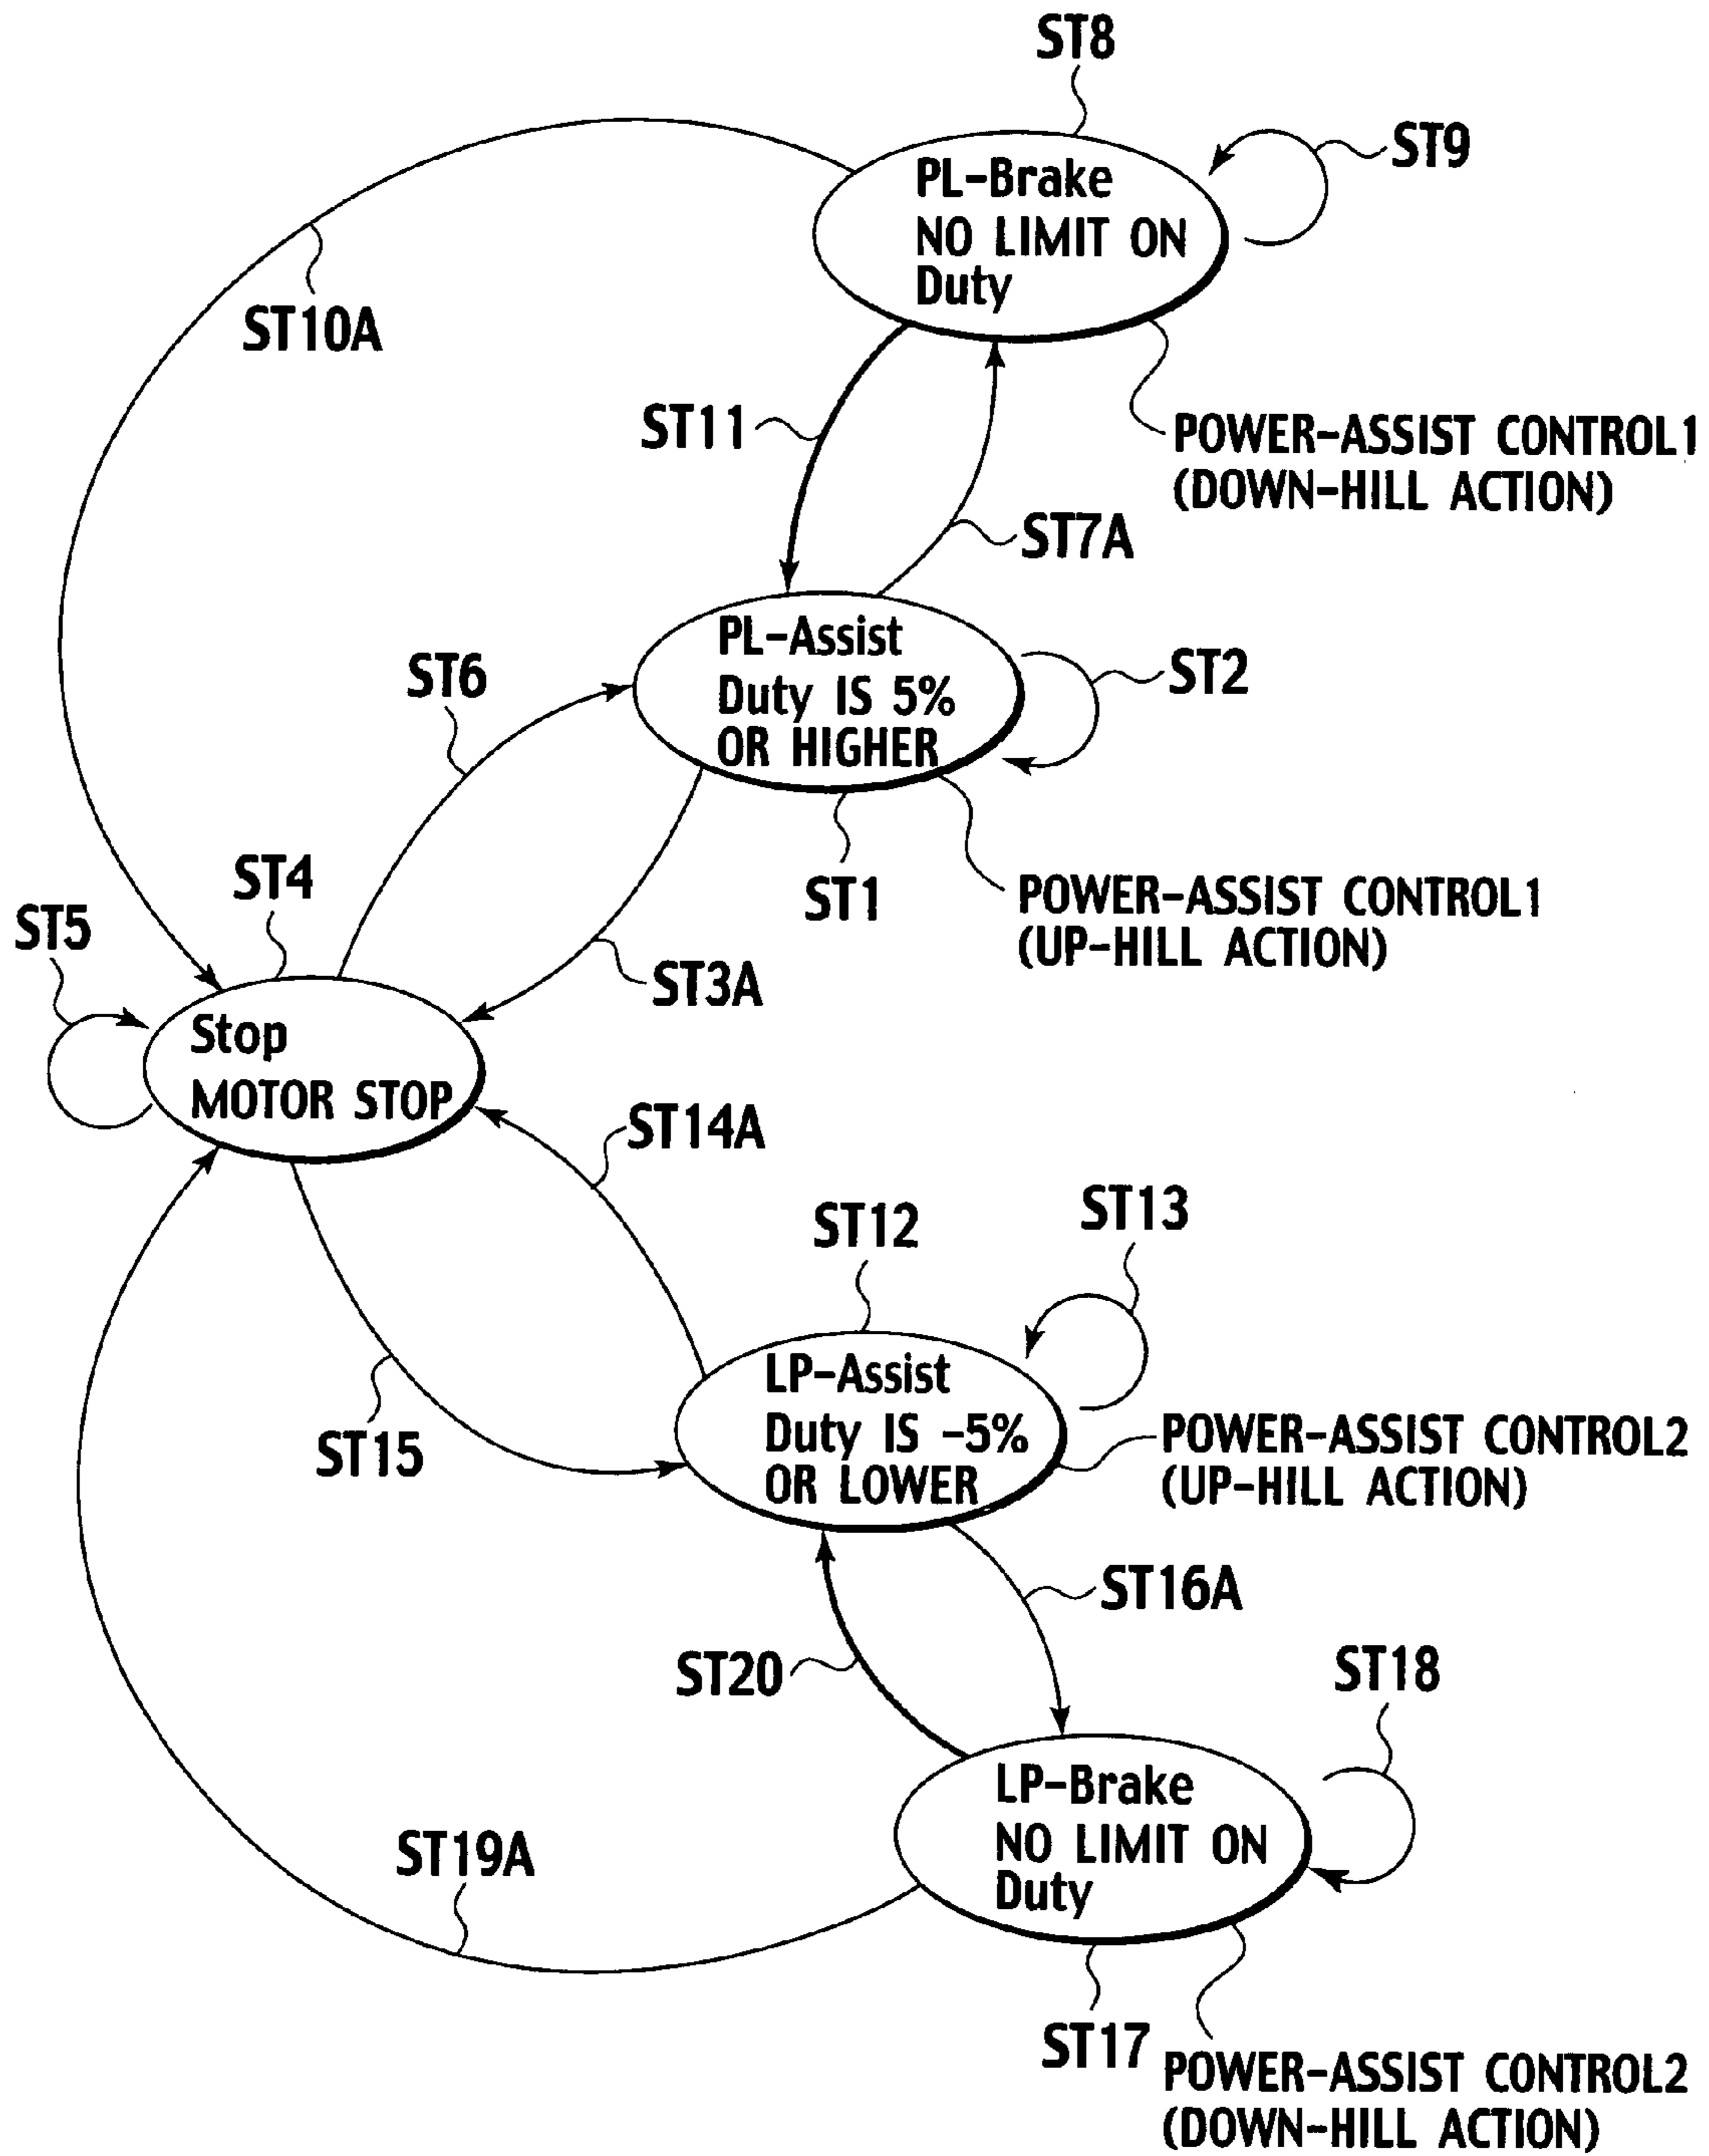 ST8
ST9
PL-Brake
NO LIMIT ON
Duty
ST10A
ST11
POWER-ASSIST CONTROL1
(DOWN-HILL ACTION)
ST7A
PL-Assist
Duty IS 5%
OR HIGHER
ST6
ST2
ST4
ST1
POWER-ASSIST CONTROL1
(UP-HILL ACTION)
ST5
ST3A
Stop
MOTOR STOP
ST14A
ST12
ST13
LP-Assist
Duty IS -5%
OR LOWER
ST15
POWER-ASSIST CONTROL2
(UP-HILL ACTION)
ST16A
ST20
ST18
LP-Brake
NO LIMIT ON
Duty
ST19A
ST17
POWER-ASSIST CONTROL2
(DOWN-HILL ACTION)